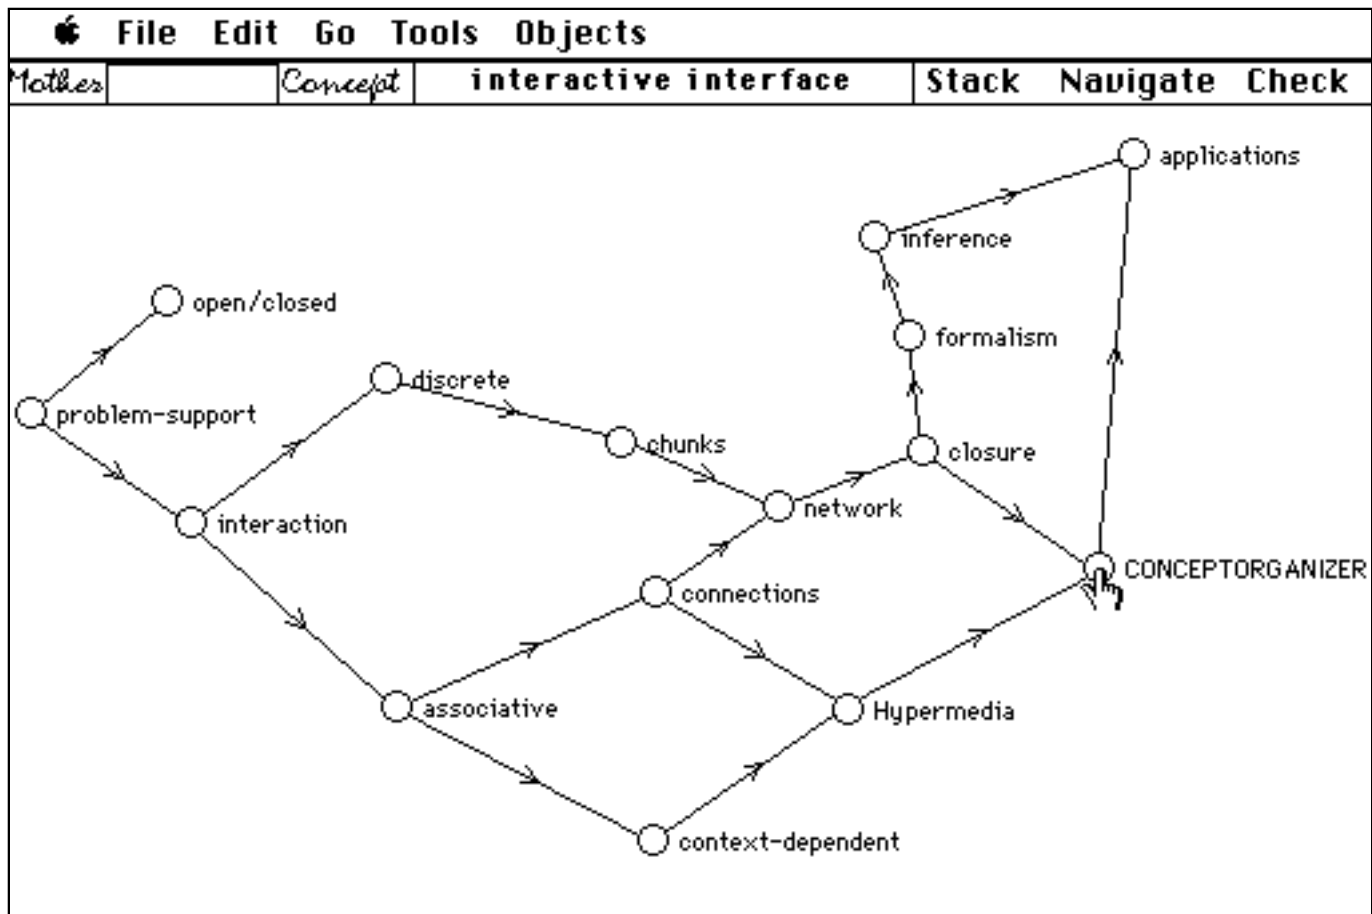 File Edit Go Tools Objects
Mother Concept interactive interface Stack Navigate Check
applications
inference
open/closed
formalism
discrete
problem-support
chunks
closure
network
interaction
CONCEPTORGANIZER
connections
associative
Hypermedia
context-dependent